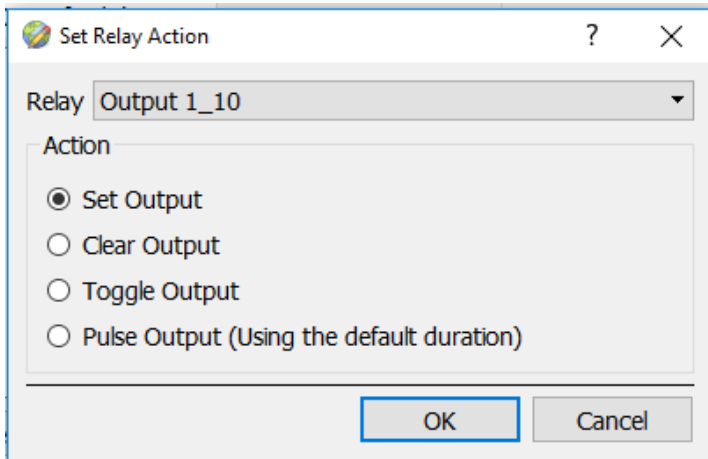 Set Relay Action ?
Relay Output 1_10
Action
Set Output
Clear Output
Toggle Output
Pulse Output (Using the default duration)
OK Cancel